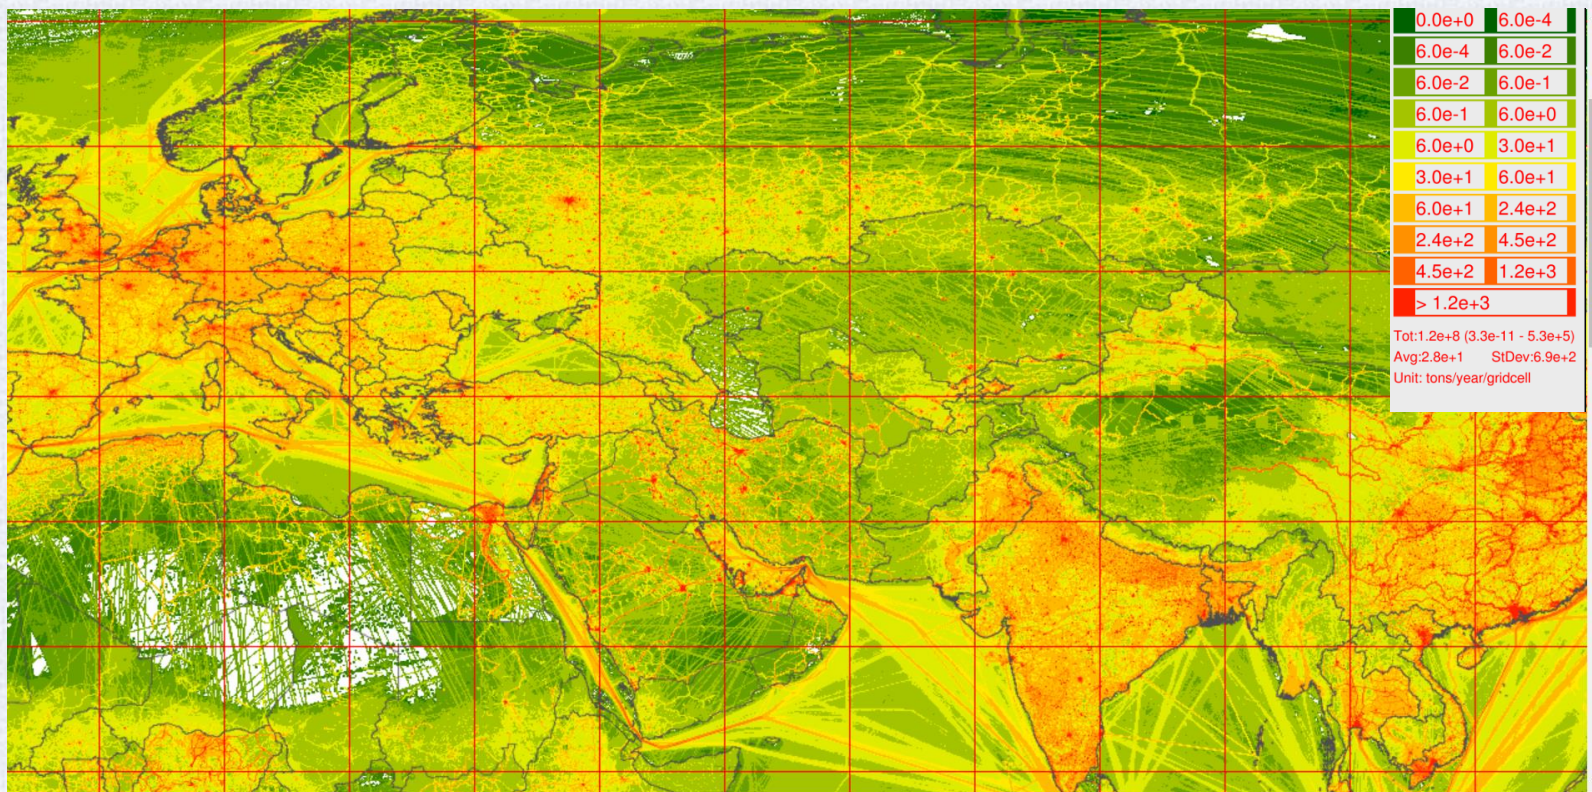 0.0e+0 6.0e-4
6.0e-4 6.0e-2
6.0e-2 6.0e-1
6.0e-1 6.0e+0
6.0e+0 3.0e+1
3.0e+1 6.0e+1
6.0e+1 2.4e+2
2.4e+2 4.5e+2
4.5e+2 1.2e+3
> 1.2e+3
Tot:1.2e+8 (3.3e-11 - 5.3e+5)
Avg:2.8e+1 StDev:6.9e+2
Unit: tons/year/gridcell